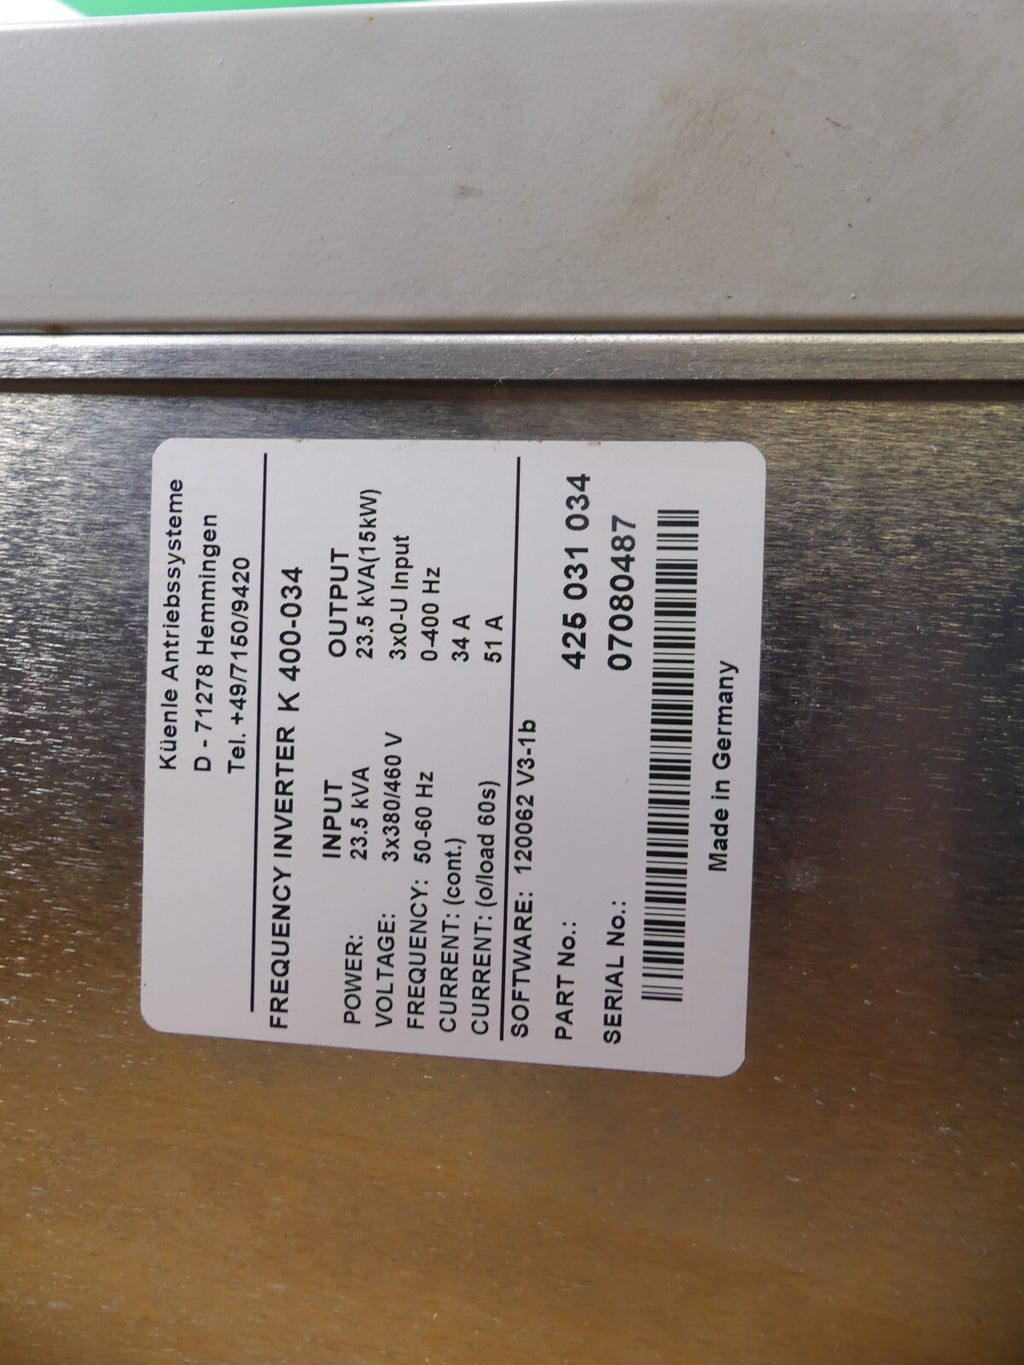 Küenle Antriebssysteme
D - 71278 Hemmingen
Tel. +49/7150/9420
FREQUENCY INVERTER K 400-034
INPUT OUTPUT
POWER: 23.5 kVA 23.5 kVA(15kW)
VOLTAGE: 3x380/460 V 3x0-U Input
FREQUENCY: 50-60 Hz 0-400 Hz
CURRENT: (cont.) 34 A
CURRENT: (o/load 60s) 51 A
SOFTWARE: 120062 V3-1b
PART No.: 425 031 034
SERIAL No.: 07080487
Made in Germany